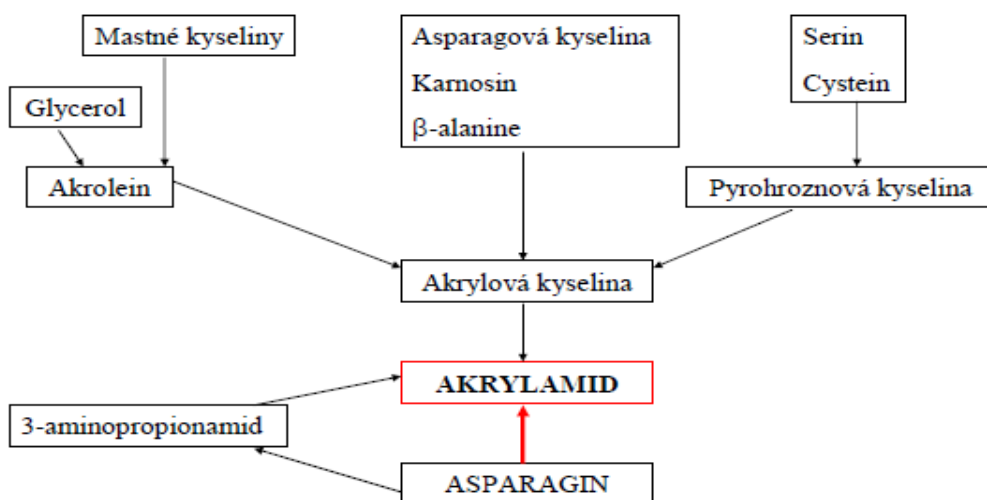 Mastné kyseliny
Asparagová kyselina
Karnosin
β-alanine
Serin
Cystein
Glycerol
Akrolein
Pyrohroznová kyselina
Akrylová kyselina
AKRYLAMID
3-aminopropionamid
ASPARAGIN